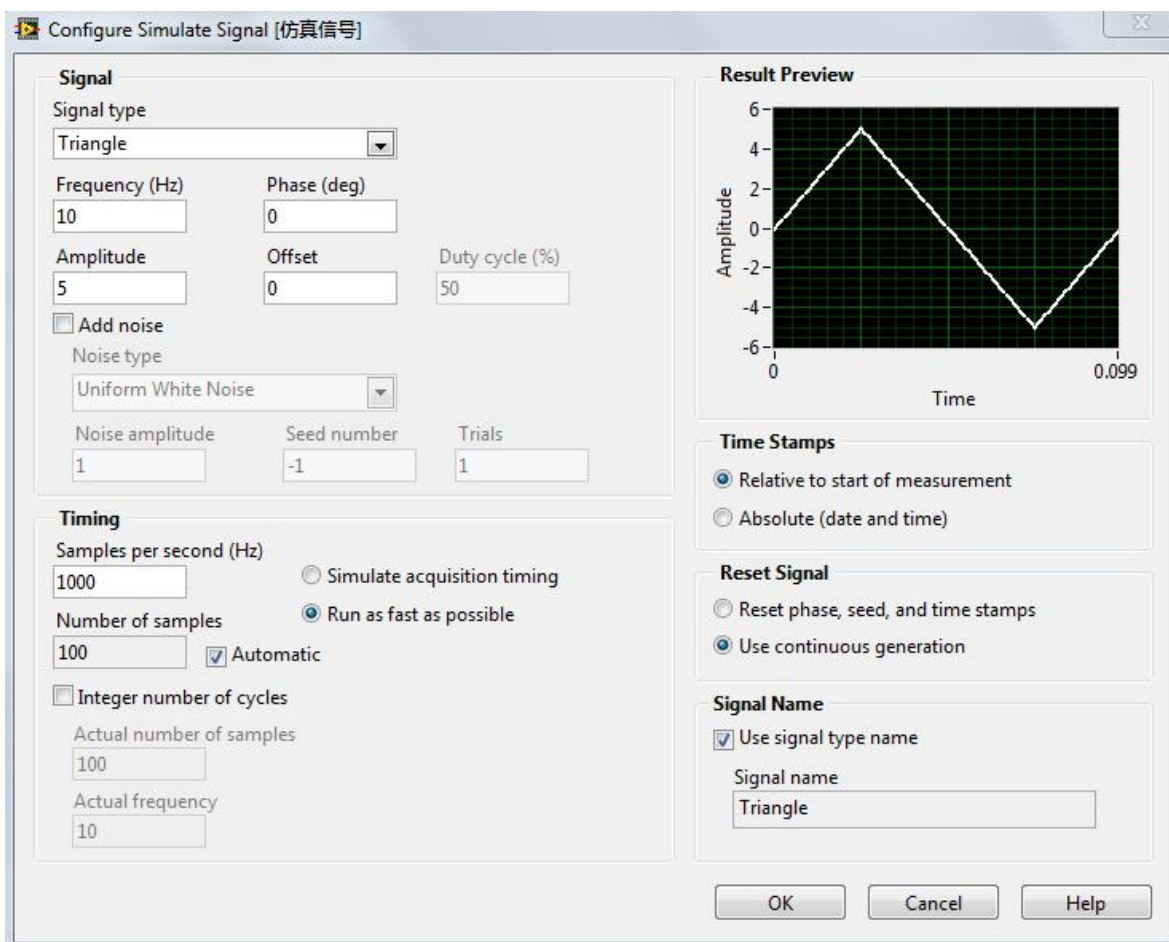 Configure Simulate Signal [仿真信号]
Signal
Signal type
Triangle
Frequency (Hz) Phase (deg)
10 0
Amplitude Offset Duty cycle (%)
5 0 50
Add noise
Noise type
Uniform White Noise
Noise amplitude Seed number Trials
1 -1 1
Timing
Samples per second (Hz)
1000
Simulate acquisition timing
Run as fast as possible
Number of samples
100 Automatic
Integer number of cycles
Actual number of samples
100
Actual frequency
10
Result Preview
Amplitude
6
4
2
0
-2
-4
-6
0 0.099
Time
Time Stamps
Relative to start of measurement
Absolute (date and time)
Reset Signal
Reset phase, seed, and time stamps
Use continuous generation
Signal Name
Use signal type name
Signal name
Triangle
OK Cancel Help